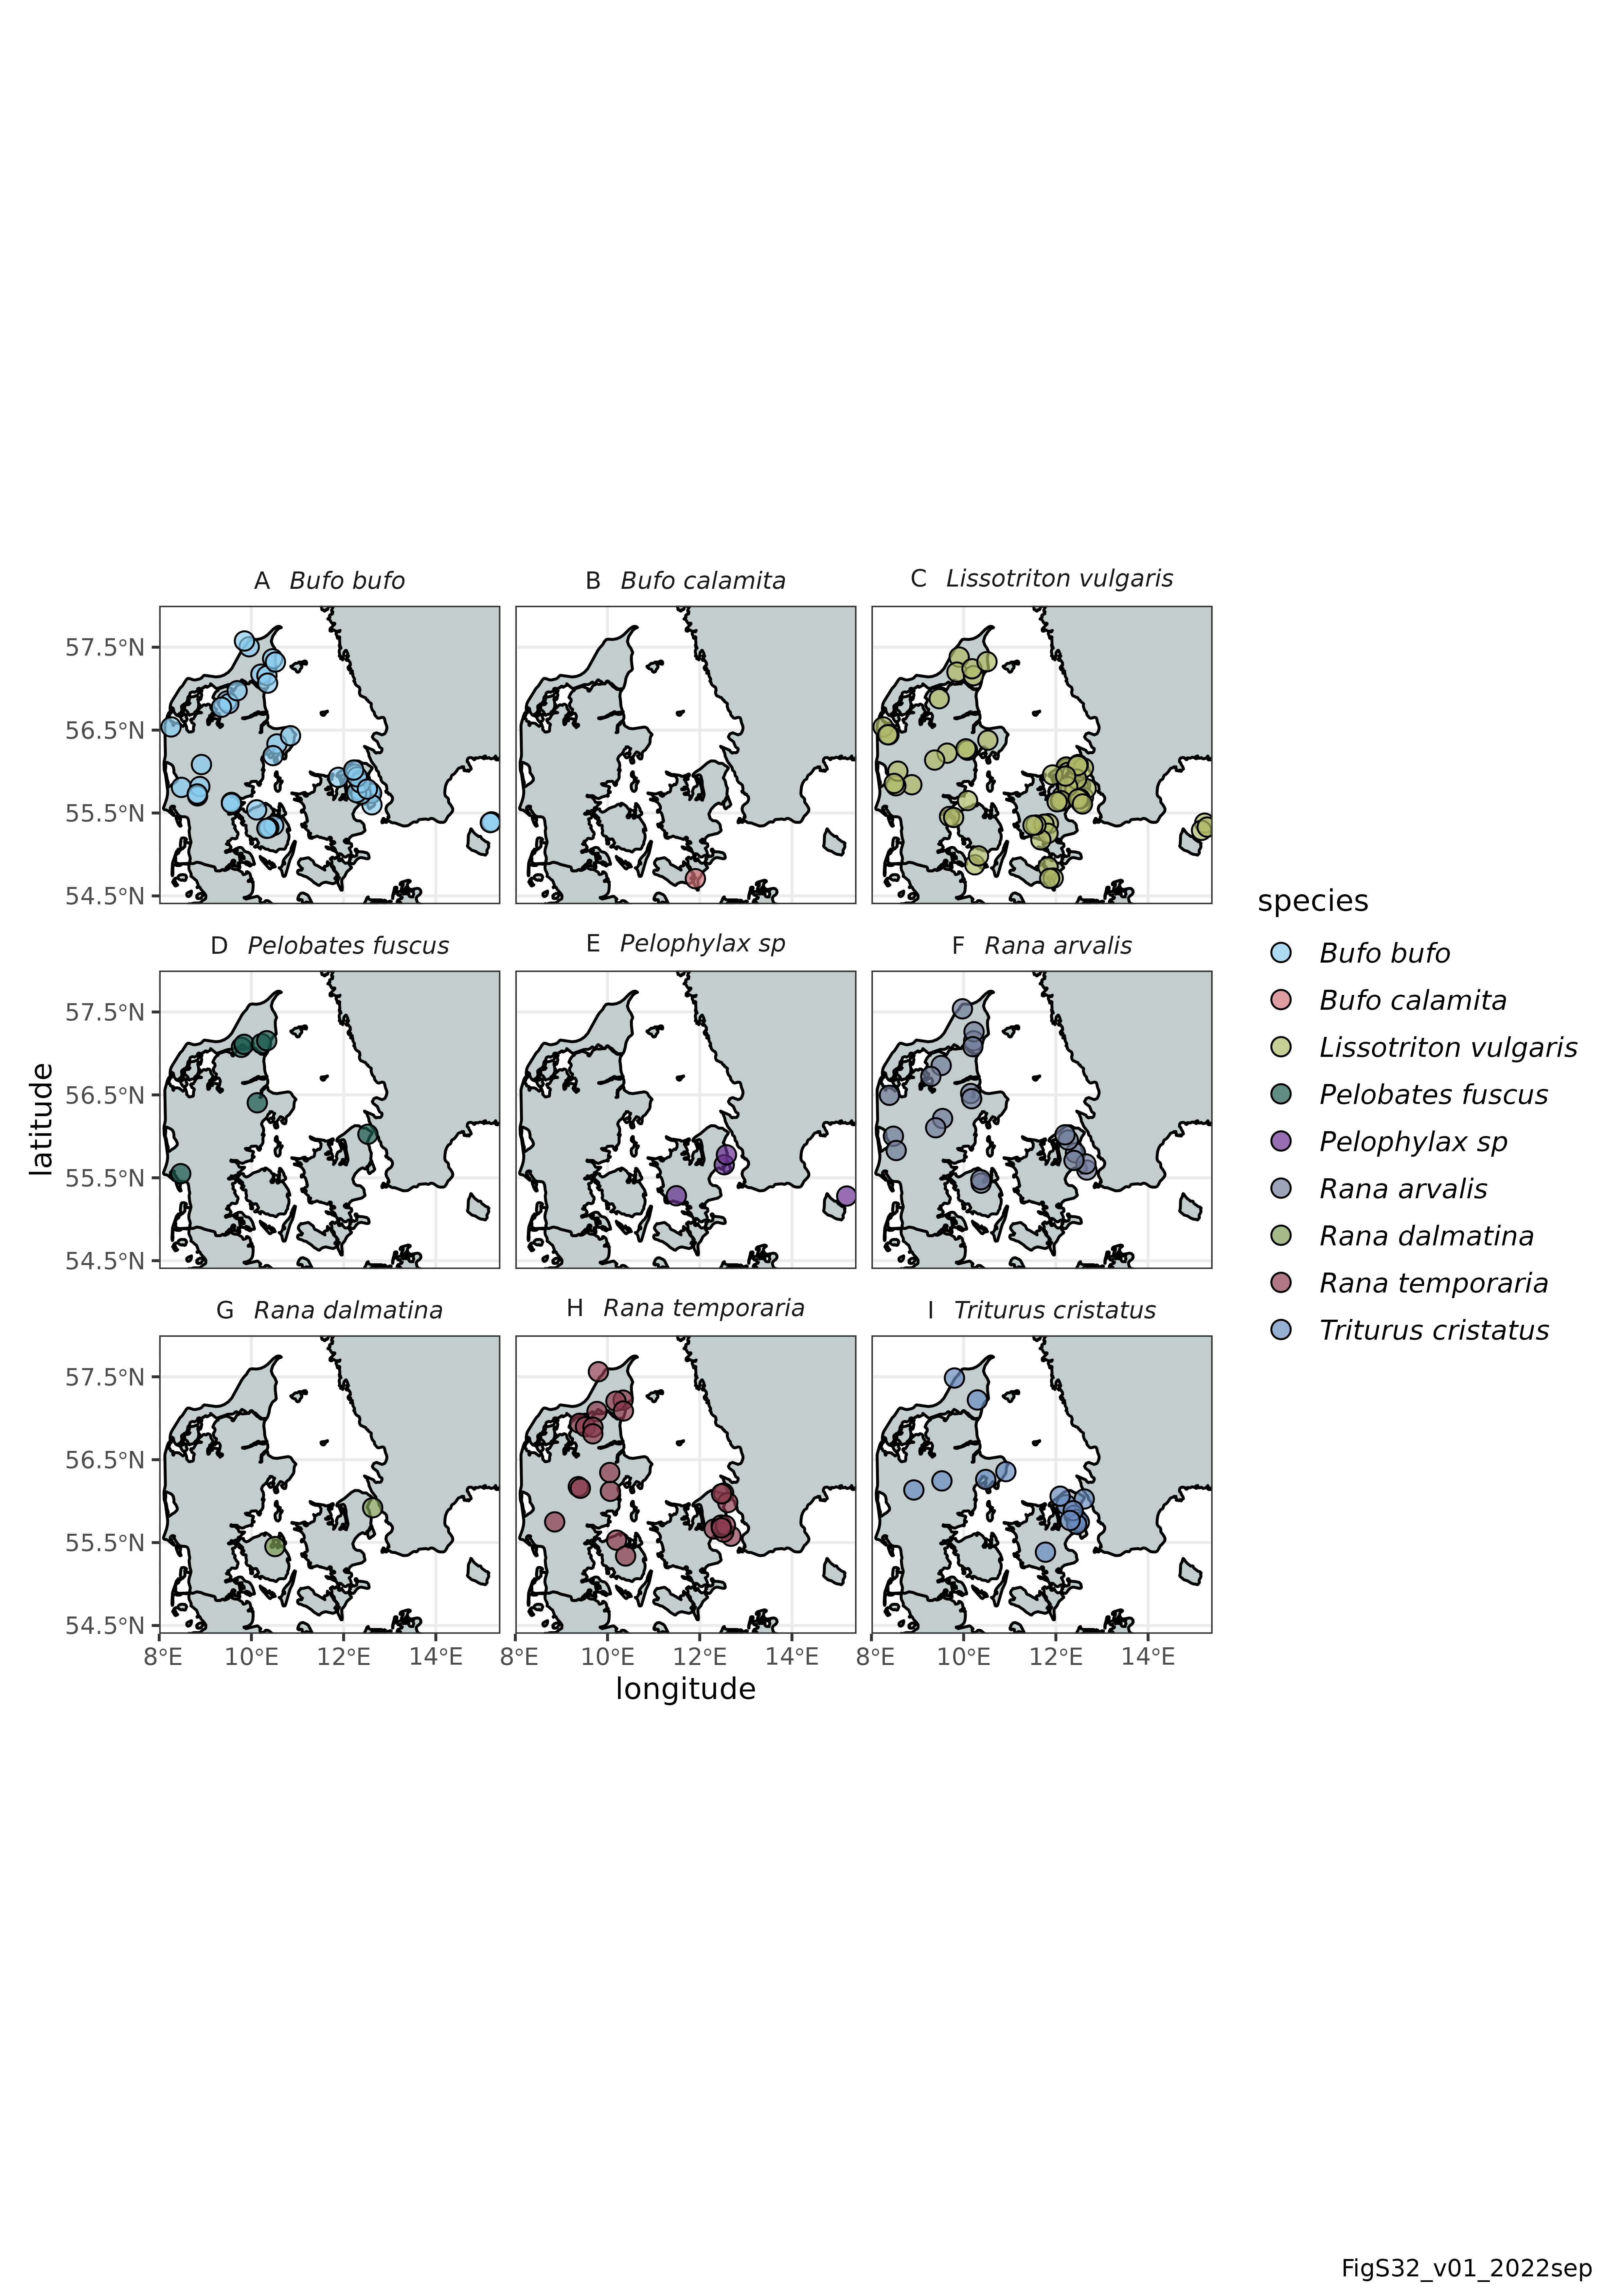 A Bufo bufo
B Bufo calamita
C Lissotriton vulgaris
57.5°N
56.5°N
55.5°N
54.5°N
D Pelobates fuscus
E Pelophylax sp
F Rana arvalis
57.5°N
56.5°N
55.5°N
54.5°N
G Rana dalmatina
H Rana temporaria
I Triturus cristatus
57.5°N
56.5°N
55.5°N
54.5°N
8°E 10°E 12°E 14°E
8°E 10°E 12°E 14°E
8°E 10°E 12°E 14°E
longitude
latitude
species
Bufo bufo
Bufo calamita
Lissotriton vulgaris
Pelobates fuscus
Pelophylax sp
Rana arvalis
Rana dalmatina
Rana temporaria
Triturus cristatus
FigS32_v01_2022sep